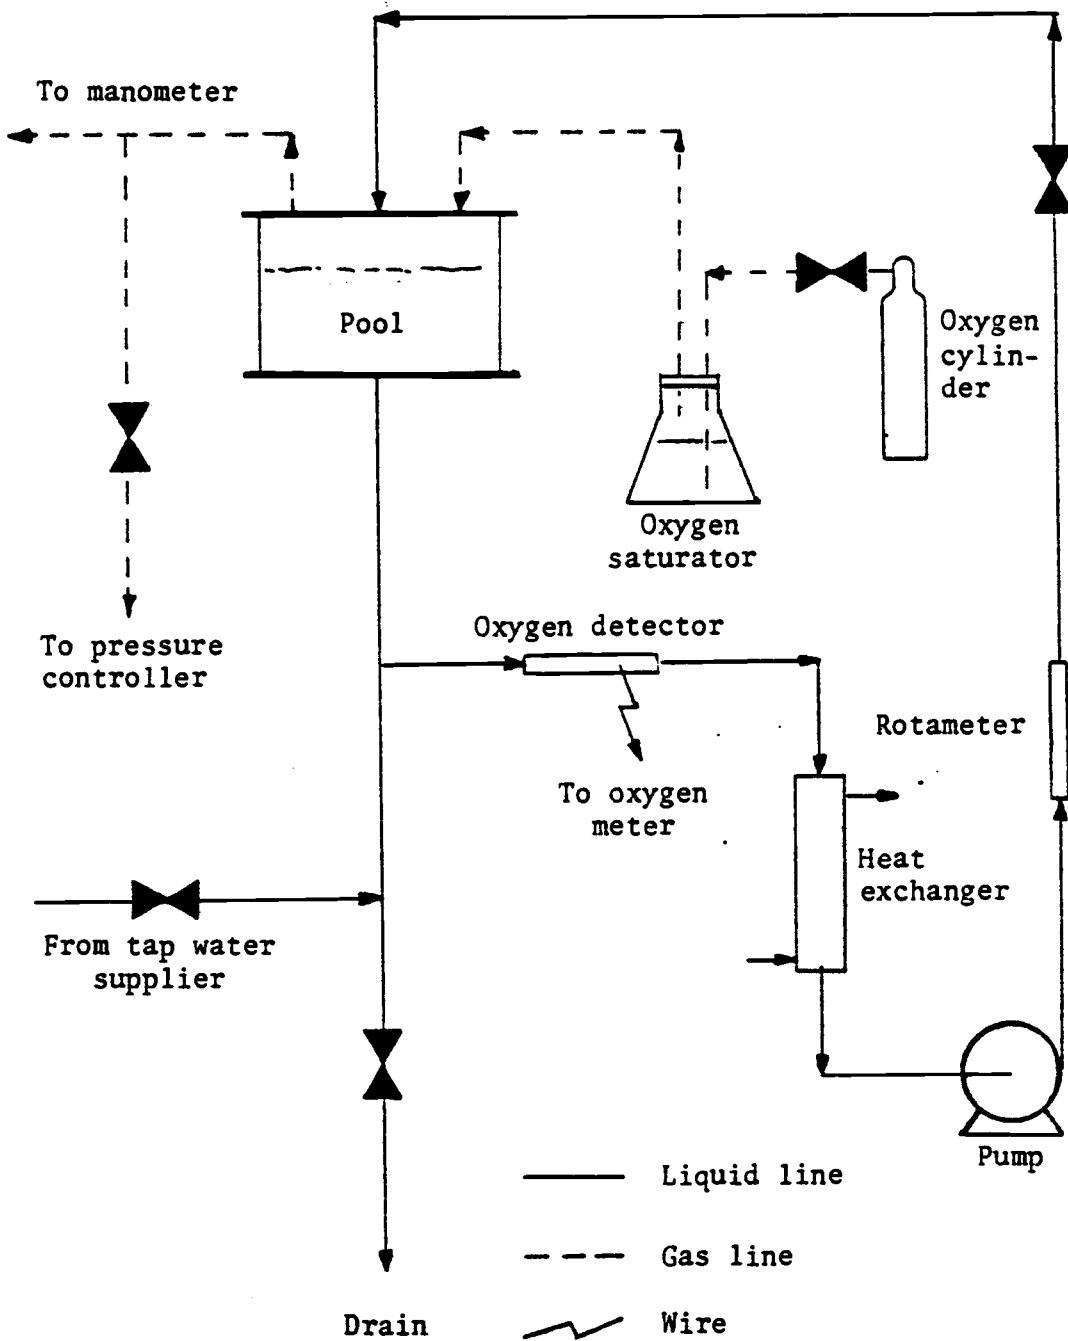 To manometer
Pool
Oxygen
cylin-
der
Oxygen
saturator
To pressure
controller
Oxygen detector
Rotameter
To oxygen
meter
Heat
exchanger
From tap water
supplier
Pump
Liquid line
Gas line
Drain
Wire